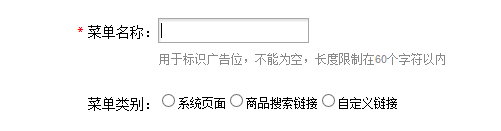 * 菜单名称：
用于标识广告位，不能为空，长度限制在60个字符以内
菜单类别： 系统页面 商品搜索链接 自定义链接